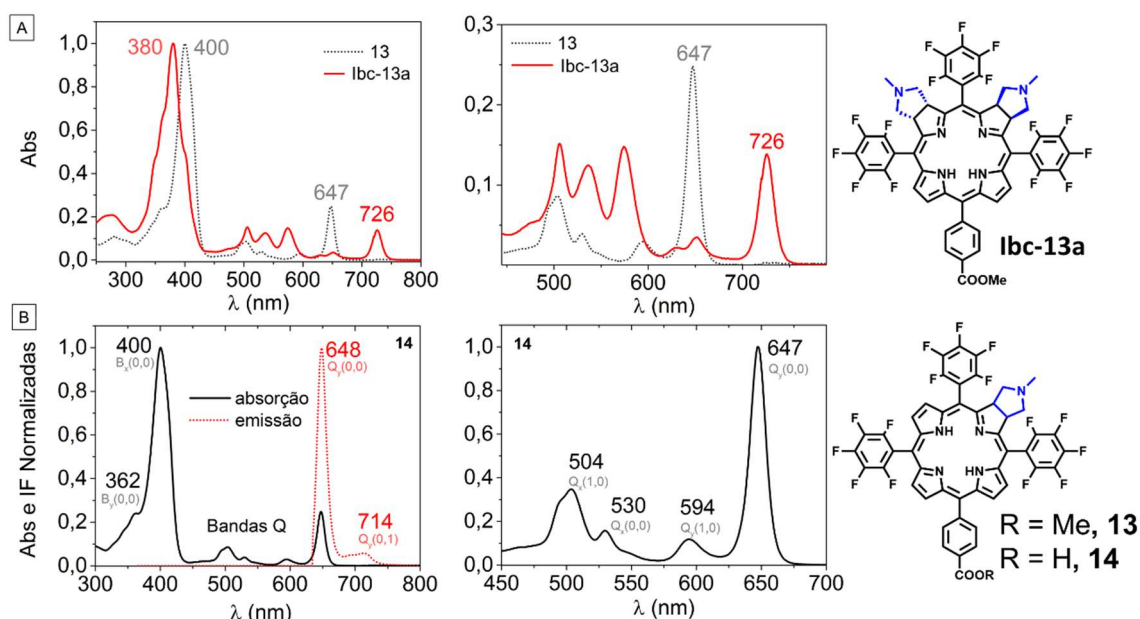 A
Abs
1,0
0,8
0,6
0,4
0,2
0,0
380
400
13
Ibc-13a
647
726
300 400 500 600 700 800
λ (nm)
0,3
0,2
0,1
13
Ibc-13a
647
726
500 600 700
λ (nm)
F F F F F
N N
F F F F F
N N
F F F F F
NH HN
COOMe
Ibc-13a
B
Abs e IF Normalizadas
1,0
0,8
0,6
0,4
0,2
0,0
400
Bx(0,0)
14
648
Qy(0,0)
absorção
emissão
362
By(0,0)
Bandas Q
714
Qy(0,1)
300 400 500 600 700 800
λ (nm)
1,0
0,8
0,6
0,4
0,2
0,0
14
647
Qy(0,0)
504
Qx(1,0)
530
Qx(0,0)
594
Qy(1,0)
450 500 550 600 650 700
λ (nm)
F F F F F
N
F F F F F
NH N
F F F F F
N HN
COOR
R = Me, 13
R = H, 14